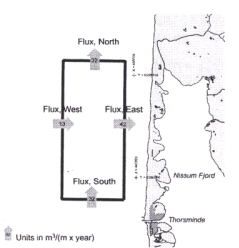 Flux, North
32
Flux, West
Flux, East
13
42
Flux, South
32
Nissum Fjord
Thorsminde
Units in m³/(m x year)